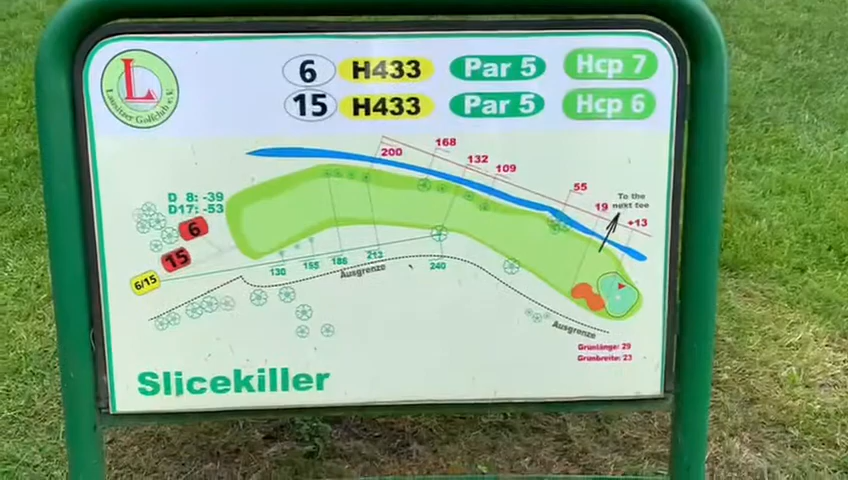 L
Lausitzer Golfclub e.V.
6 H433 Par 5 Hcp 7
15 H433 Par 5 Hcp 6
168
200
132
109
55
To the
next tee
19
+13
D 8: -39
D17: -53
6
15
6/15
130
155
186
212
240
Ausgrenze
Ausgrenze
Grünlänge: 29
Grünbreite: 23
Slicekiller